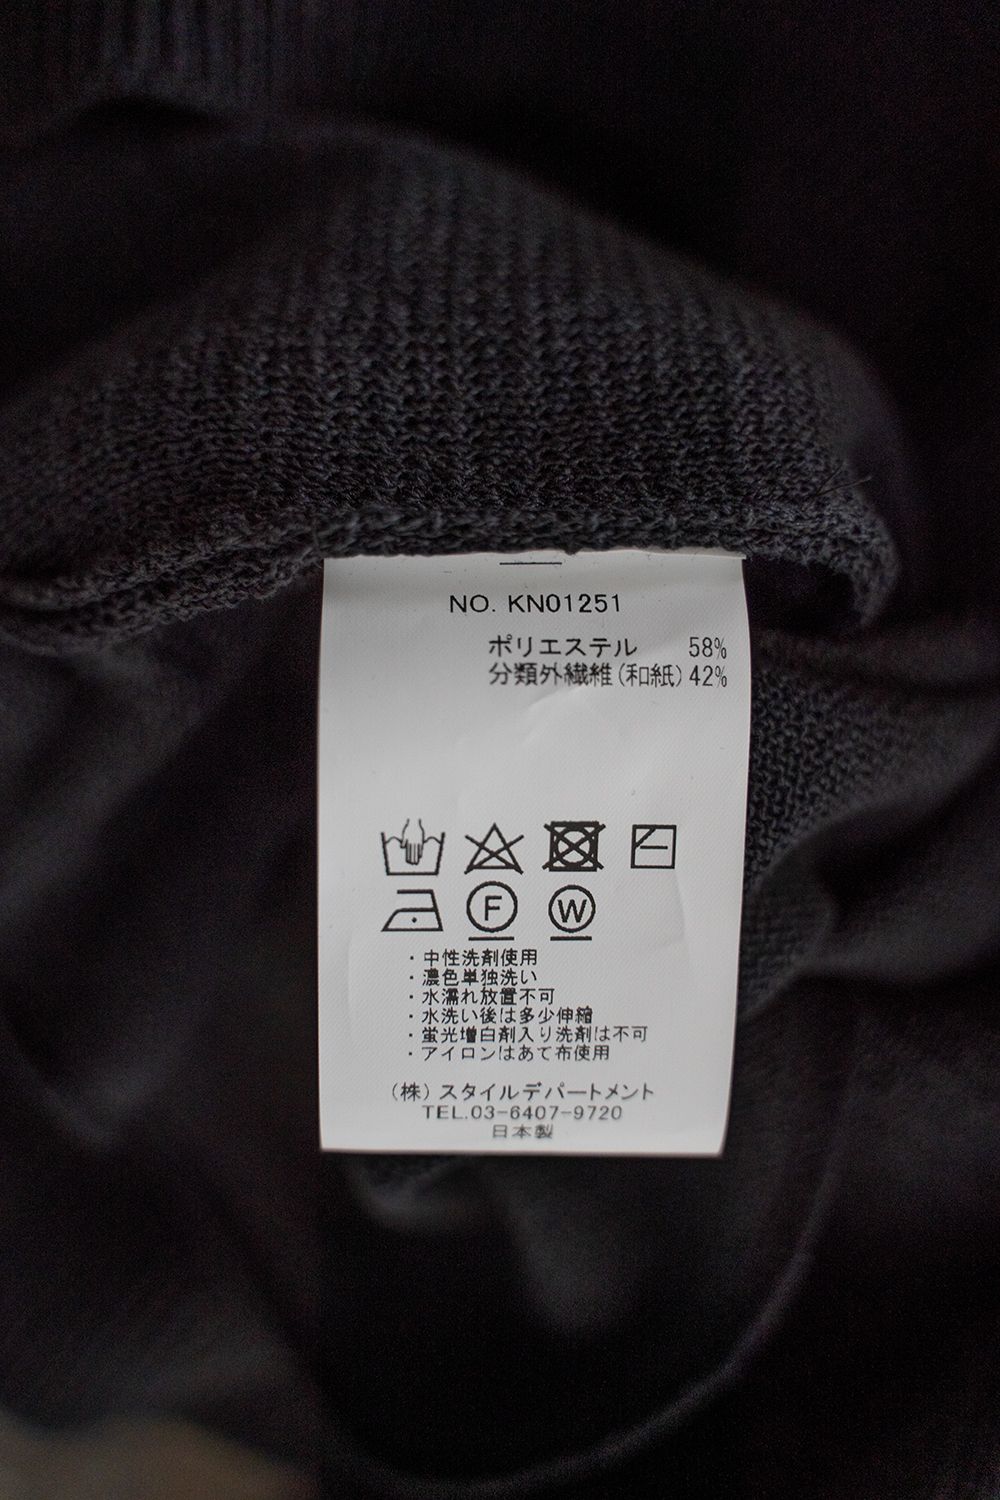 NO. KN01251
ポリエステル 58%
分類外繊維(和紙) 42%
F W
・中性洗剤使用
・濃色単独洗い
・水濡れ放置不可
・水洗い後は多少伸縮
・蛍光増白剤入り洗剤は不可
・アイロンはあて布使用
(株)スタイルデパートメント
TEL.03-6407-9720
日本製